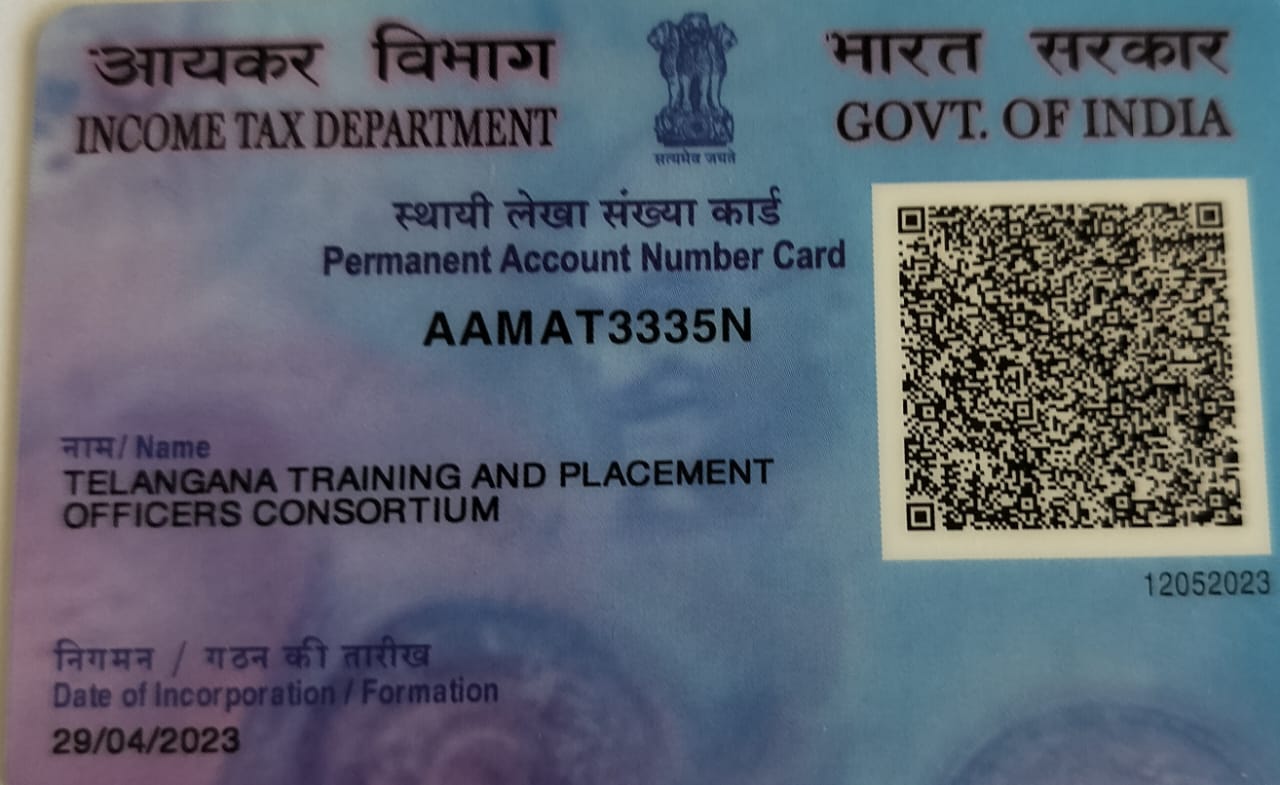 आयकर विभाग
INCOME TAX DEPARTMENT
सत्यमेव जयते
भारत सरकार
GOVT. OF INDIA
स्थायी लेखा संख्या कार्ड
Permanent Account Number Card
AAMAT3335N
नाम/ Name
TELANGANA TRAINING AND PLACEMENT
OFFICERS CONSORTIUM
12052023
निगमन / गठन की तारीख
Date of Incorporation / Formation
29/04/2023